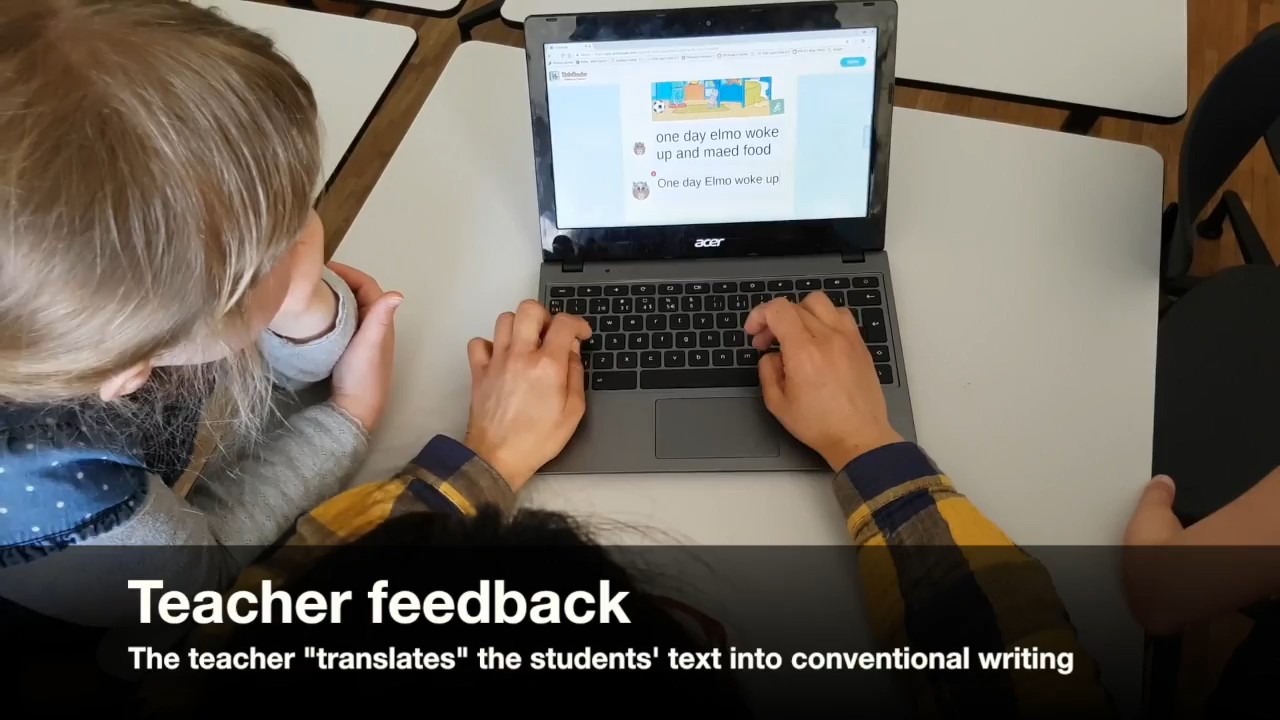 one day elmo woke
up and maed food
One day Elmo woke up
acer
Teacher feedback
The teacher "translates" the students' text into conventional writing